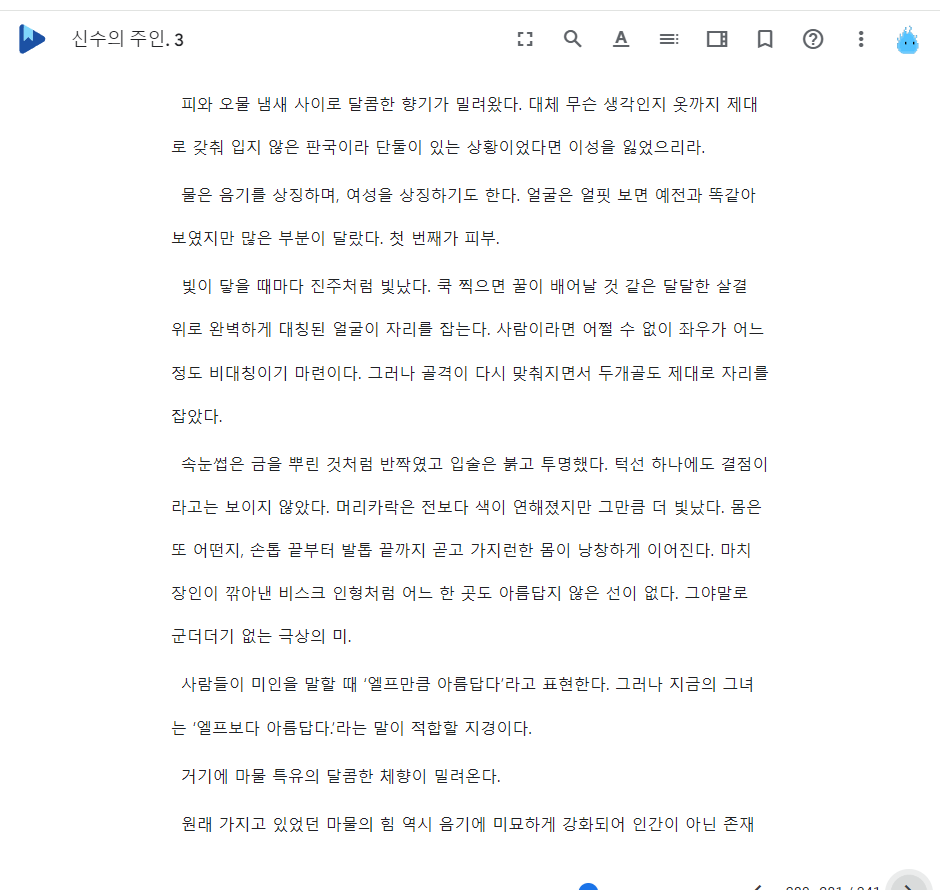 신수의 주인. 3
피와 오물 냄새 사이로 달콤한 향기가 밀려왔다. 대체 무슨 생각인지 옷까지 제대
로 갖춰 입지 않은 판국이라 단둘이 있는 상황이었다면 이성을 잃었으리라.
물은 음기를 상징하며, 여성을 상징하기도 한다. 얼굴은 얼핏 보면 예전과 똑같아
보였지만 많은 부분이 달랐다. 첫 번째가 피부.
빛이 닿을 때마다 진주처럼 빛났다. 쿡 찍으면 꿀이 배어날 것 같은 달달한 살결
위로 완벽하게 대칭된 얼굴이 자리를 잡는다. 사람이라면 어쩔 수 없이 좌우가 어느
정도 비대칭이기 마련이다. 그러나 골격이 다시 맞춰지면서 두개골도 제대로 자리를
잡았다.
속눈썹은 금을 뿌린 것처럼 반짝였고 입술은 붉고 투명했다. 턱선 하나에도 결점이
라고는 보이지 않았다. 머리카락은 전보다 색이 연해졌지만 그만큼 더 빛났다. 몸은
또 어떤지, 손톱 끝부터 발톱 끝까지 곧고 가지런한 몸이 낭창하게 이어진다. 마치
장인이 깎아낸 비스크 인형처럼 어느 한 곳도 아름답지 않은 선이 없다. 그야말로
군더더기 없는 극상의 미.
사람들이 미인을 말할 때 '엘프만큼 아름답다'라고 표현한다. 그러나 지금의 그녀
는 '엘프보다 아름답다.'라는 말이 적합할 지경이다.
거기에 마물 특유의 달콤한 체향이 밀려온다.
원래 가지고 있었던 마물의 힘 역시 음기에 미묘하게 강화되어 인간이 아닌 존재